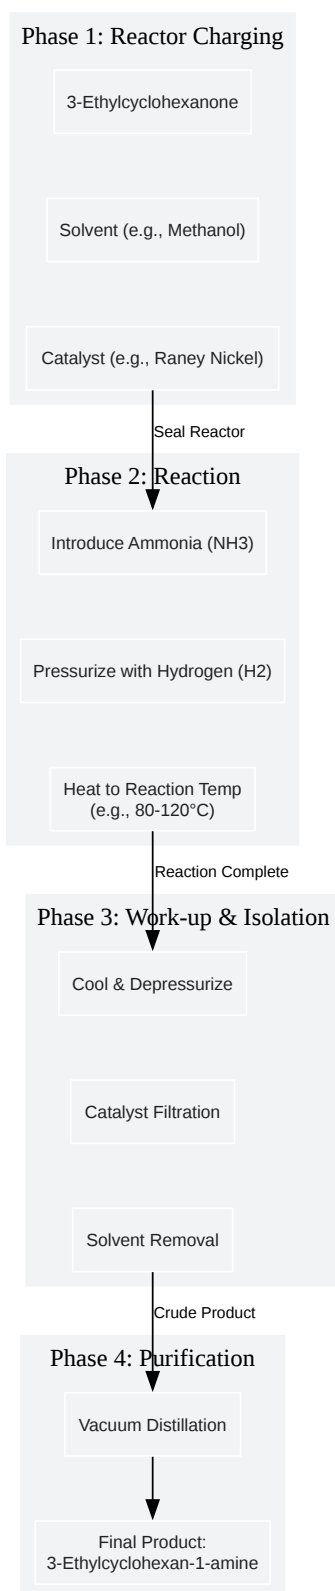 Phase 1: Reactor Charging
3-Ethylcyclohexanone
Solvent (e.g., Methanol)
Catalyst (e.g., Raney Nickel)
Seal Reactor
Phase 2: Reaction
Introduce Ammonia (NH3)
Pressurize with Hydrogen (H2)
Heat to Reaction Temp
(e.g., 80-120°C)
Reaction Complete
Phase 3: Work-up & Isolation
Cool & Depressurize
Catalyst Filtration
Solvent Removal
Crude Product
Phase 4: Purification
Vacuum Distillation
Final Product:
3-Ethylcyclohexan-1-amine